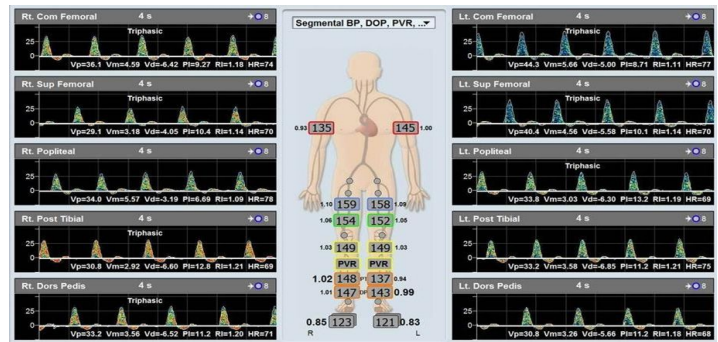 Rt. Com Femoral 4 s 8
Triphasic
25
0
Vp=36.1 Vm=4.59 Vd=-6.42 PI=9.27 RI=1.18 HR=74
Rt. Sup Femoral 4 s 8
Triphasic
25
0
Vp=29.1 Vm=3.18 Vd=-4.05 PI=10.4 RI=1.14 HR=70
Rt. Popliteal 4 s 8
25
0
Vp=34.0 Vm=5.57 Vd=-3.19 PI=6.69 RI=1.09 HR=78
Rt. Post Tibial 4 s 8
Triphasic
25
0
Vp=30.8 Vm=2.92 Vd=-6.60 PI=12.8 RI=1.21 HR=69
Rt. Dors Pedis 4 s 8
Triphasic
25
0
Vp=33.2 Vm=3.56 Vd=-6.52 PI=11.2 RI=1.20 HR=71
Segmental BP, DOP, PVR, ...
0.93 135 145 1.00
1.10 159 158 1.09
1.06 154 152 1.05
1.03 149 149 1.03
PVR PVR
1.02 148 PT 137 0.94
1.01 147 DP 143 0.99
0.85 123 121 0.83
R L
Lt. Com Femoral 4 s 8
Triphasic
25
0
Vp=44.3 Vm=5.66 Vd=-5.00 PI=8.71 RI=1.11 HR=77
Lt. Sup Femoral 4 s 8
Triphasic
25
0
Vp=40.4 Vm=4.56 Vd=-5.58 PI=10.1 RI=1.14 HR=70
Lt. Popliteal 4 s 8
Triphasic
25
0
Vp=33.8 Vm=3.03 Vd=-6.30 PI=13.2 RI=1.19 HR=69
Lt. Post Tibial 4 s 8
Triphasic
25
0
Vp=33.2 Vm=3.58 Vd=-6.85 PI=11.2 RI=1.21 HR=75
Lt. Dors Pedis 4 s 8
25
0
Vp=30.8 Vm=3.26 Vd=-5.66 PI=11.2 RI=1.18 HR=68